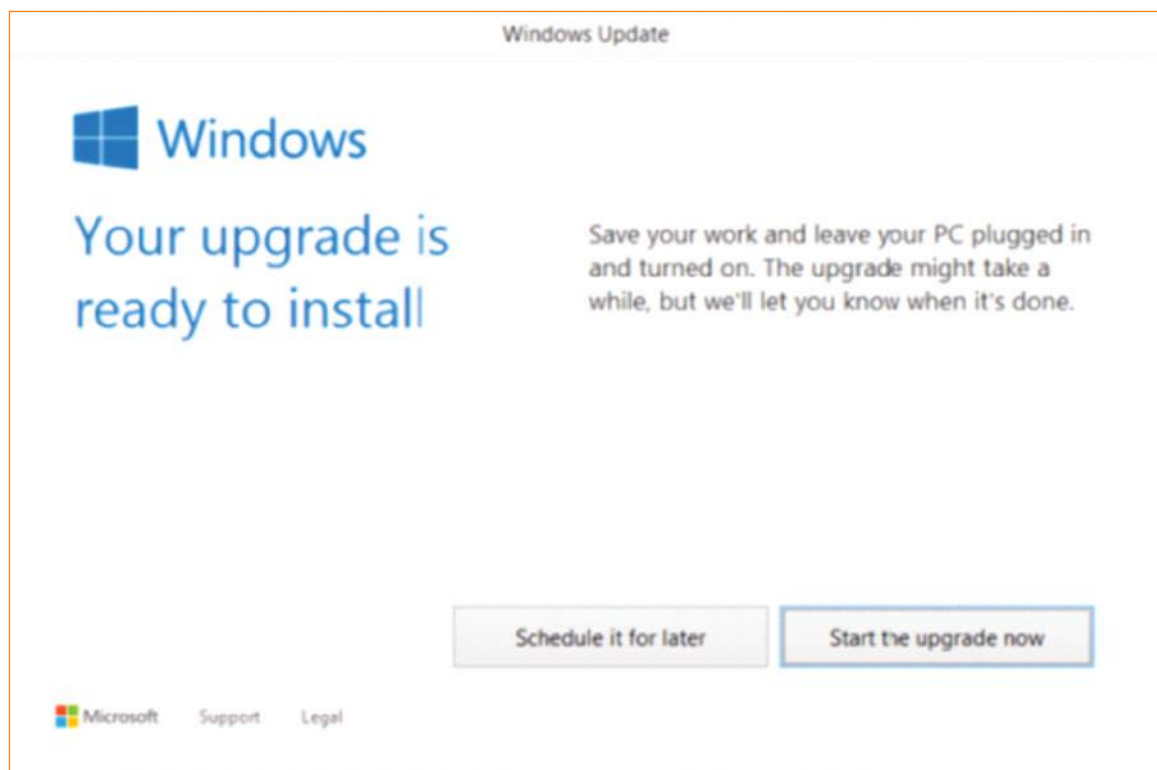 Windows Update
Windows
Your upgrade is
ready to install
Save your work and leave your PC plugged in
and turned on. The upgrade might take a
while, but we'll let you know when it's done.
Schedule it for later
Start the upgrade now
Microsoft
Support
Legal